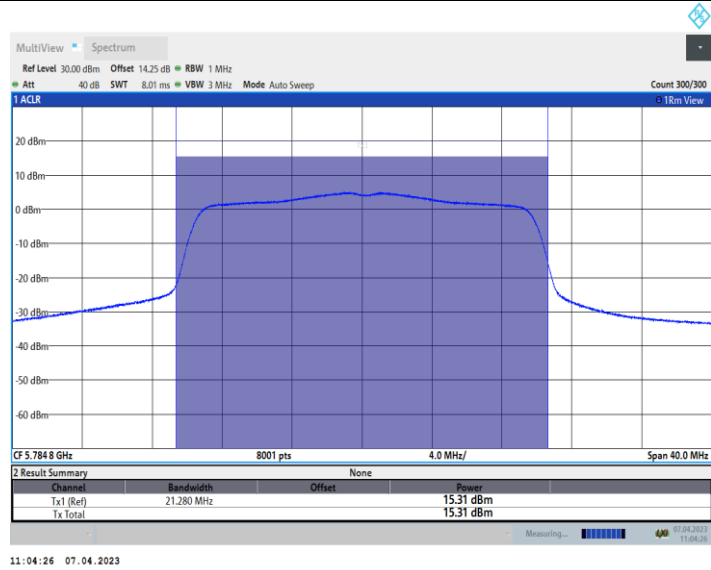 MultiView Spectrum
Ref Level 30.00 dBm Offset 14.25 dB RBW 1 MHz
Att 40 dB SWT 8.01 ms VBW 3 MHz Mode Auto Sweep Count 300/300
1 ACLR 1Rm View
20 dBm
10 dBm
0 dBm
-10 dBm
-20 dBm
-30 dBm
-40 dBm
-50 dBm
-60 dBm
CF 5.784 8 GHz 8001 pts 4.0 MHz/ Span 40.0 MHz
2 Result Summary None
Channel Bandwidth Offset Power
Tx1 (Ref) 21.280 MHz 15.31 dBm
Tx Total 15.31 dBm
Measuring... 07.04.2023
11:04:26
11:04:26 07.04.2023